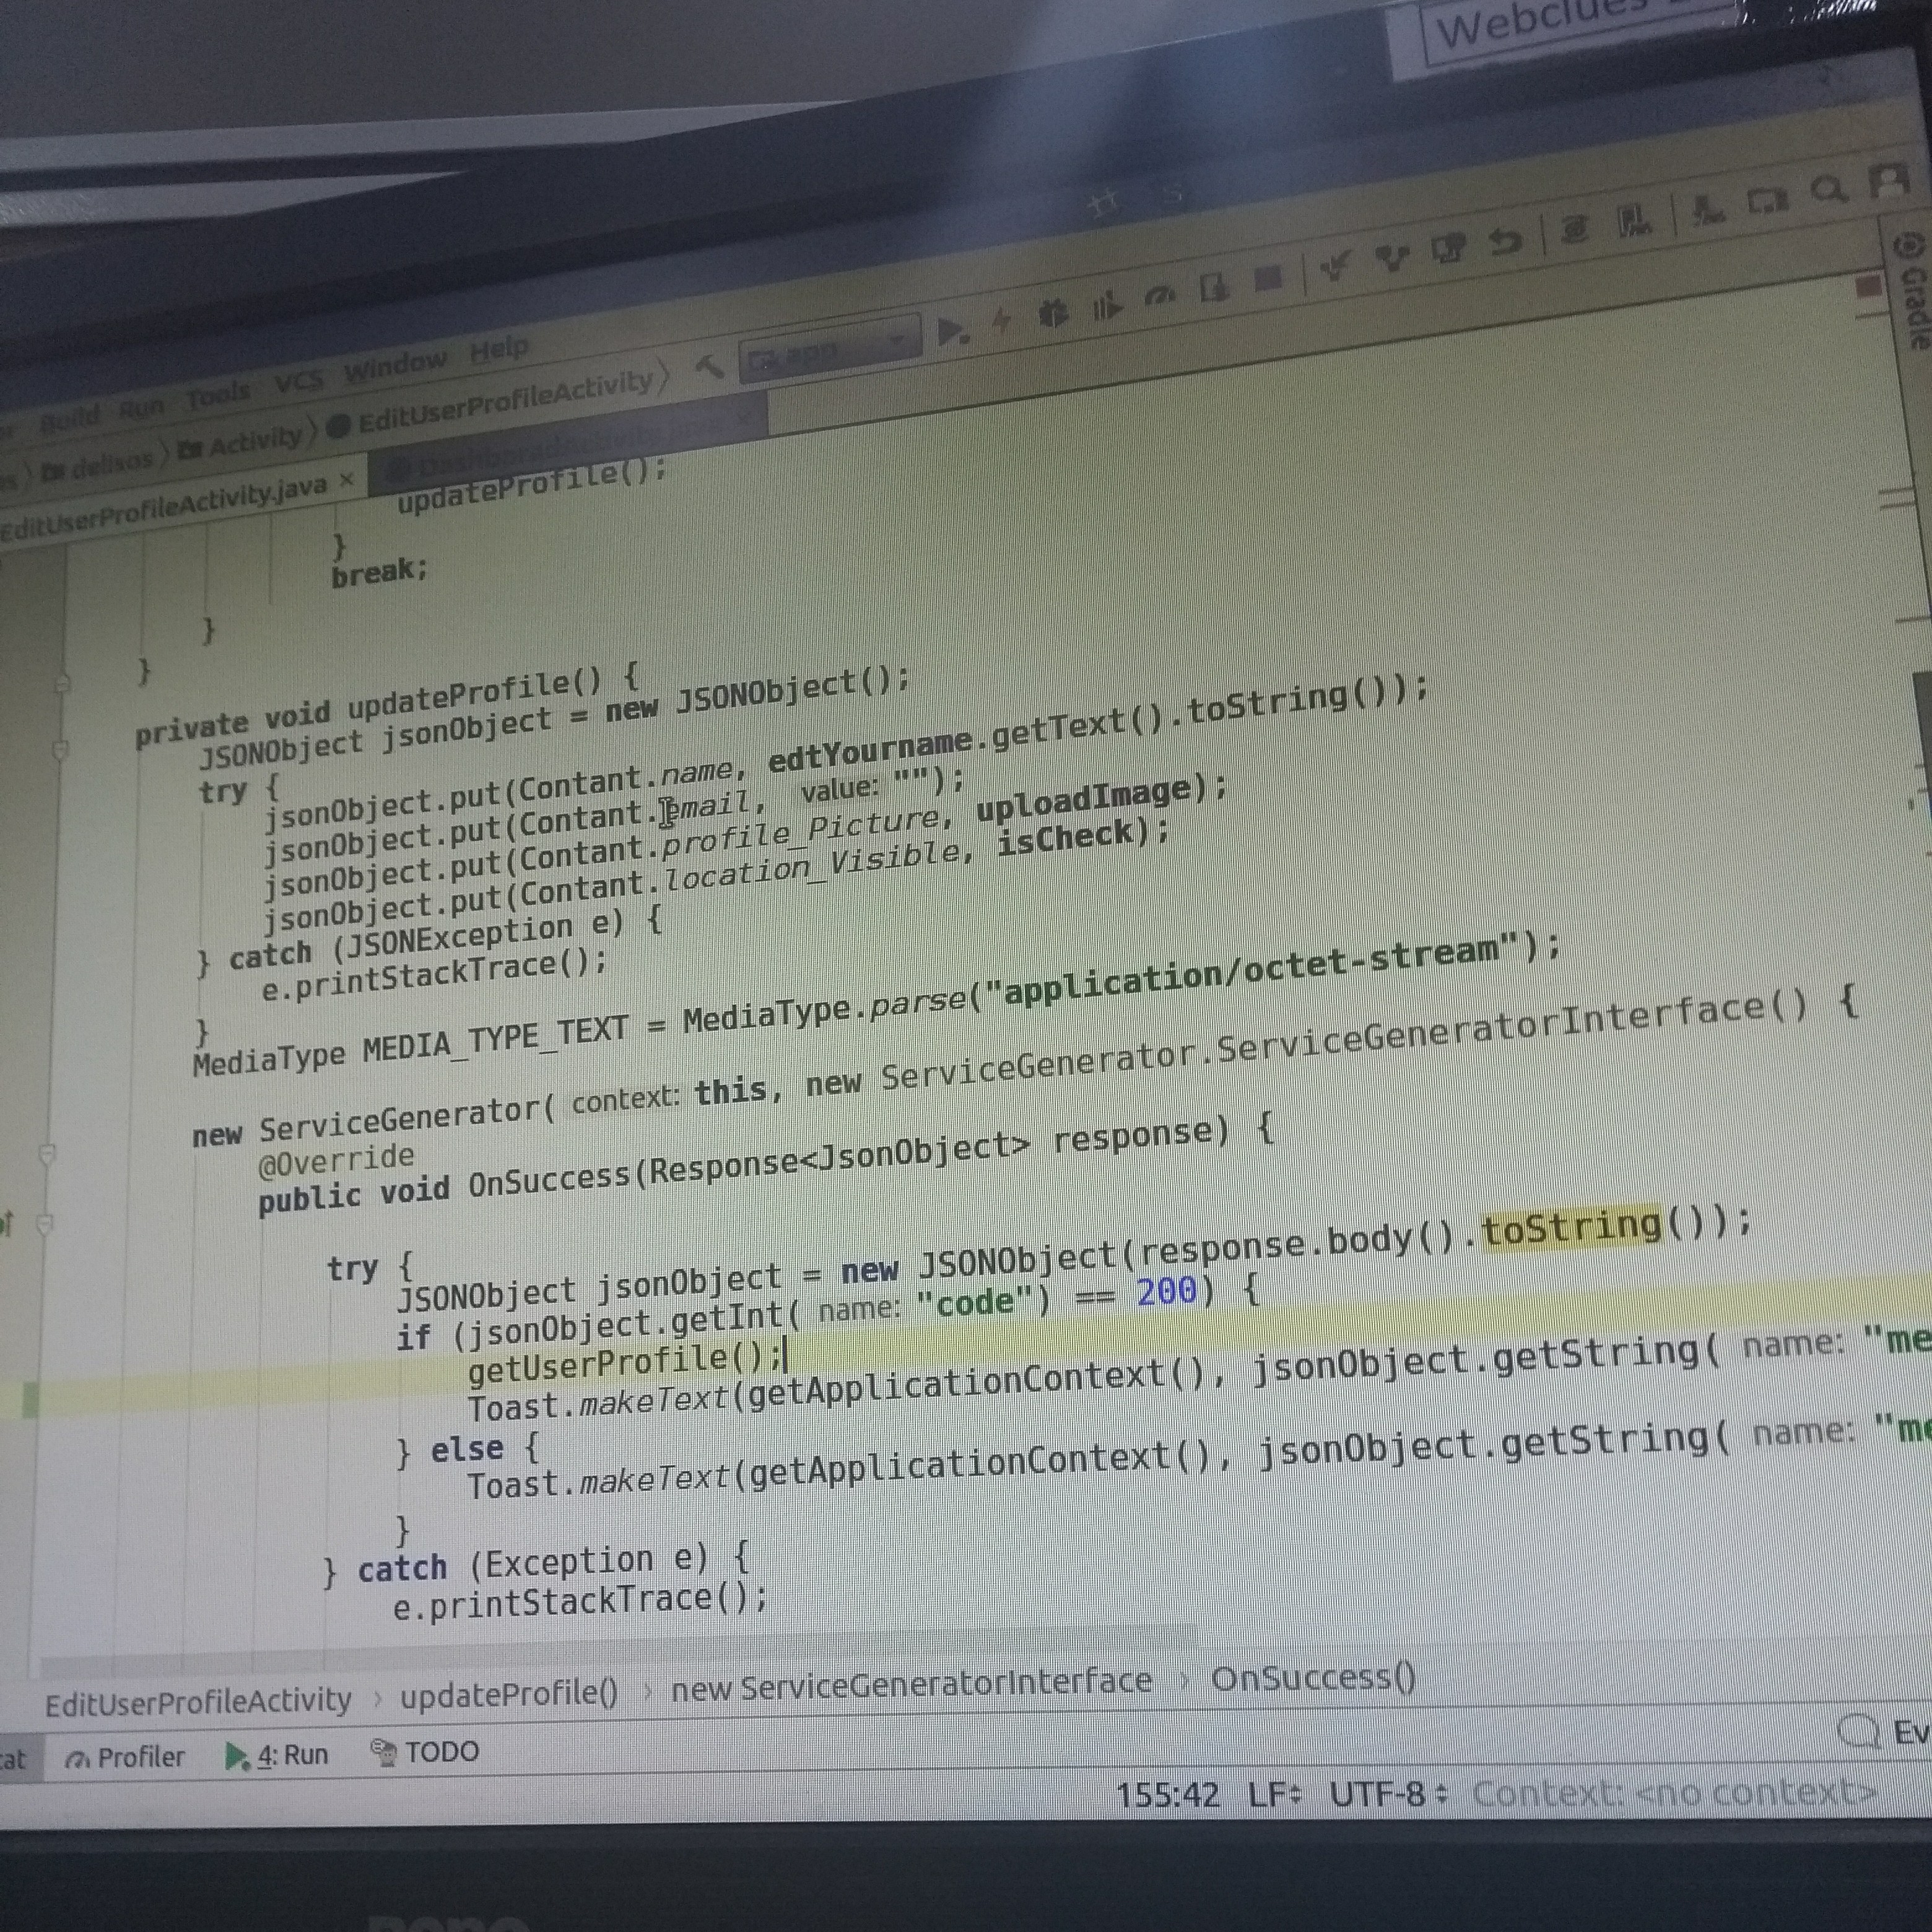 Webclues
Build Run Tools VCS Window Help
delisas Activity EditUserProfileActivity app
EditUserProfileActivity.java ×
Gradle
updateProfile();
}
break;
}
}
private void updateProfile() {
JSONObject jsonObject = new JSONObject();
try {
jsonObject.put(Contant.name, edtYourname.getText().toString());
jsonObject.put(Contant.email, value: "");
jsonObject.put(Contant.profile_Picture, uploadImage);
jsonObject.put(Contant.location_Visible, isCheck);
} catch (JSONException e) {
e.printStackTrace();
}
MediaType MEDIA_TYPE_TEXT = MediaType.parse("application/octet-stream");
new ServiceGenerator( context: this, new ServiceGenerator.ServiceGeneratorInterface() {
@Override
public void OnSuccess(Response<JsonObject> response) {
try {
JSONObject jsonObject = new JSONObject(response.body().toString());
if (jsonObject.getInt( name: "code") == 200) {
getUserProfile();
Toast.makeText(getApplicationContext(), jsonObject.getString( name: "me
} else {
Toast.makeText(getApplicationContext(), jsonObject.getString( name: "me
}
} catch (Exception e) {
e.printStackTrace();
EditUserProfileActivity › updateProfile() › new ServiceGeneratorInterface › OnSuccess()
cat Profiler 4: Run TODO Ev
155:42 LF UTF-8 Context: <no context>